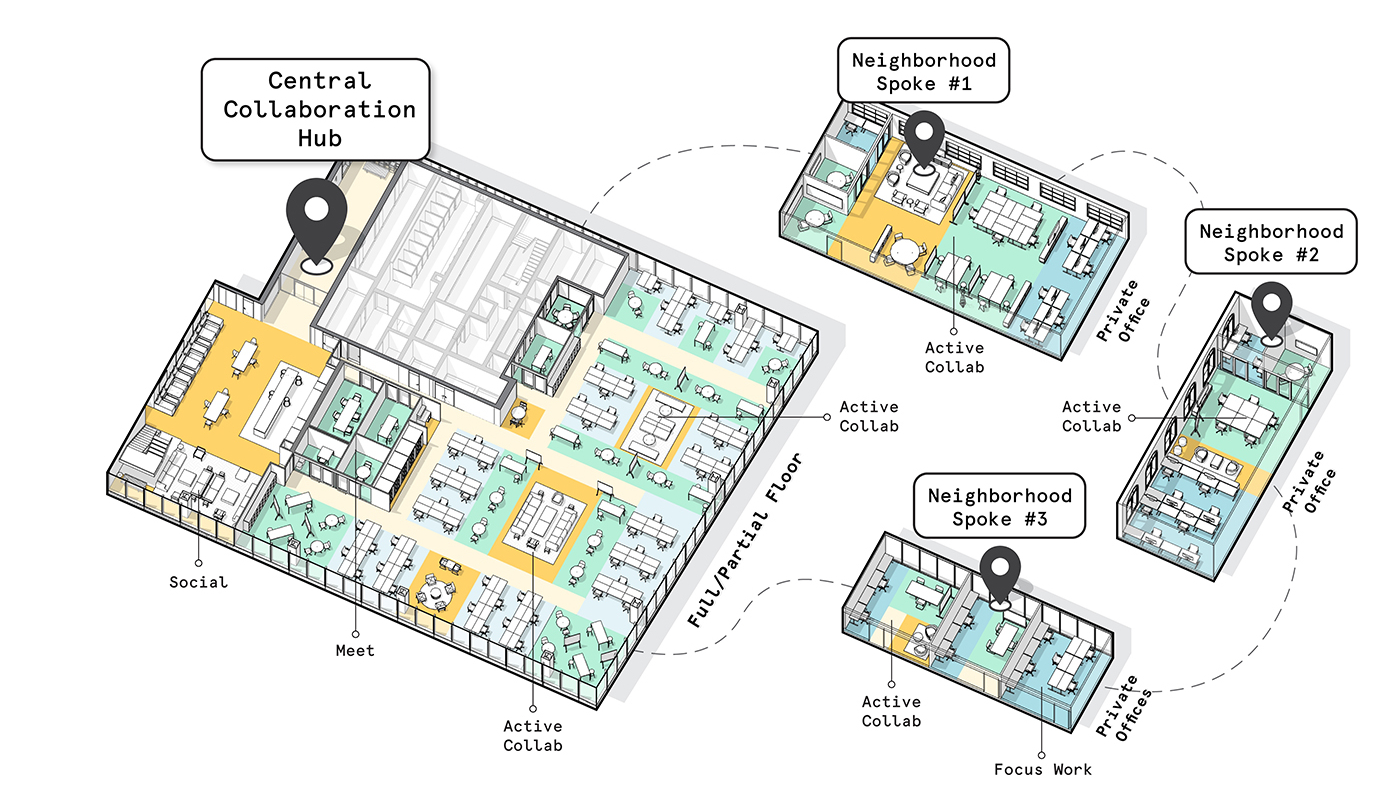 Central
Collaboration
Hub
Neighborhood
Spoke #1
Neighborhood
Spoke #2
Private
Office
Active
Collab
Active
Collab
Active
Collab
Private
Office
Full/Partial Floor
Neighborhood
Spoke #3
Social
Meet
Active
Collab
Active
Collab
Private
Offices
Focus Work